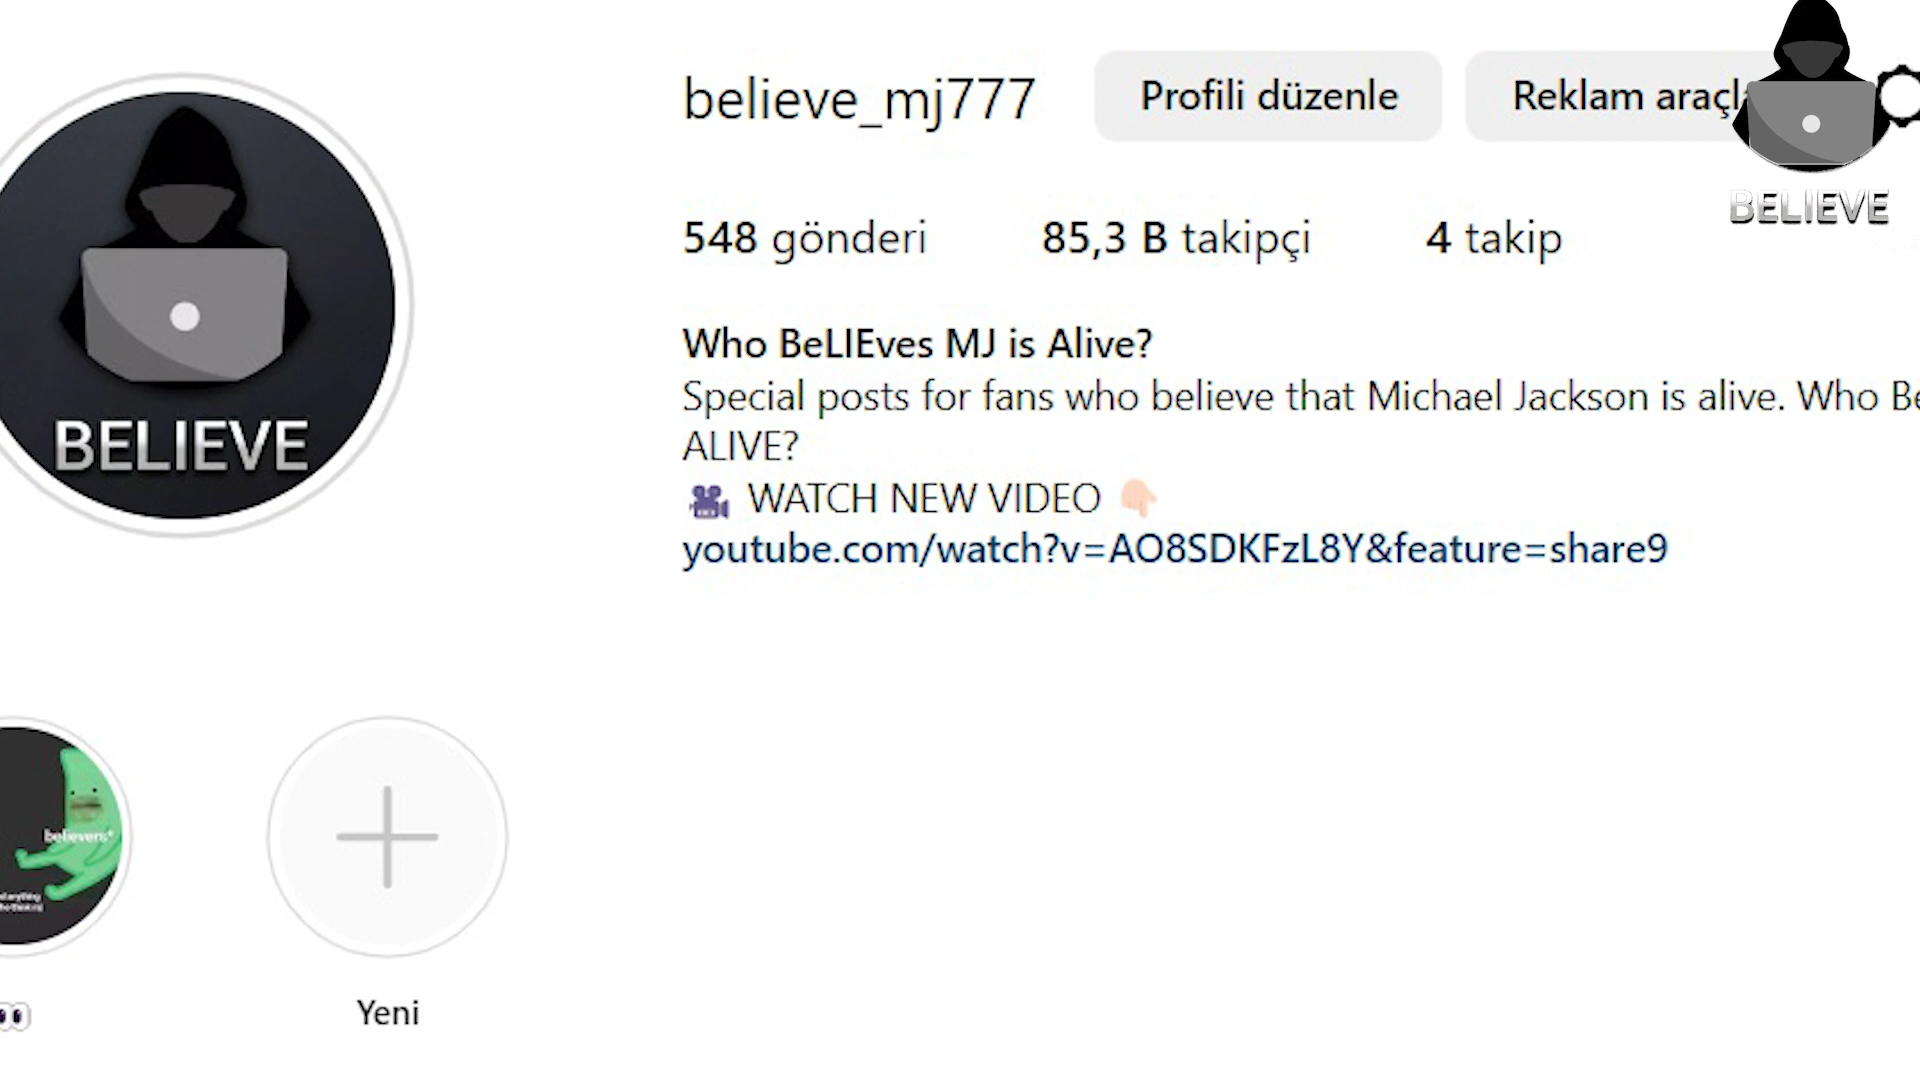 believe_mj777 Profili düzenle Reklam araçl
548 gönderi 85,3 B takipçi 4 takip
BELIEVE
Who BeLIEves MJ is Alive?
Special posts for fans who believe that Michael Jackson is alive. Who Be
ALIVE?
WATCH NEW VIDEO
youtube.com/watch?v=AO8SDKFzL8Y&feature=share9
BELIEVE
believers*
Yeni